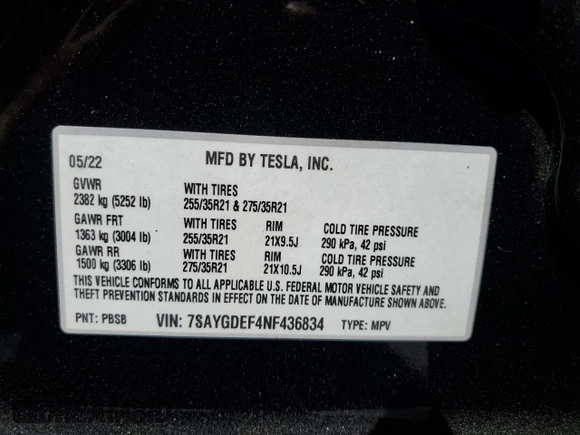 05/22 MFD BY TESLA, INC.
GVWR WITH TIRES
2382 kg (5252 lb) 255/35R21 & 275/35R21
GAWR FRT WITH TIRES RIM COLD TIRE PRESSURE
1363 kg (3004 lb) 255/35R21 21X9.5J 290 kPa, 42 psi
GAWR RR WITH TIRES RIM COLD TIRE PRESSURE
1500 kg (3306 lb) 275/35R21 21X10.5J 290 kPa, 42 psi
THIS VEHICLE CONFORMS TO ALL APPLICABLE U.S. FEDERAL MOTOR VEHICLE SAFETY AND
THEFT PREVENTION STANDARDS IN EFFECT ON THE DATE OF MANUFACTURE SHOWN ABOVE.
PNT: PBSB VIN: 7SAYGDEF4NF436834 TYPE: MPV